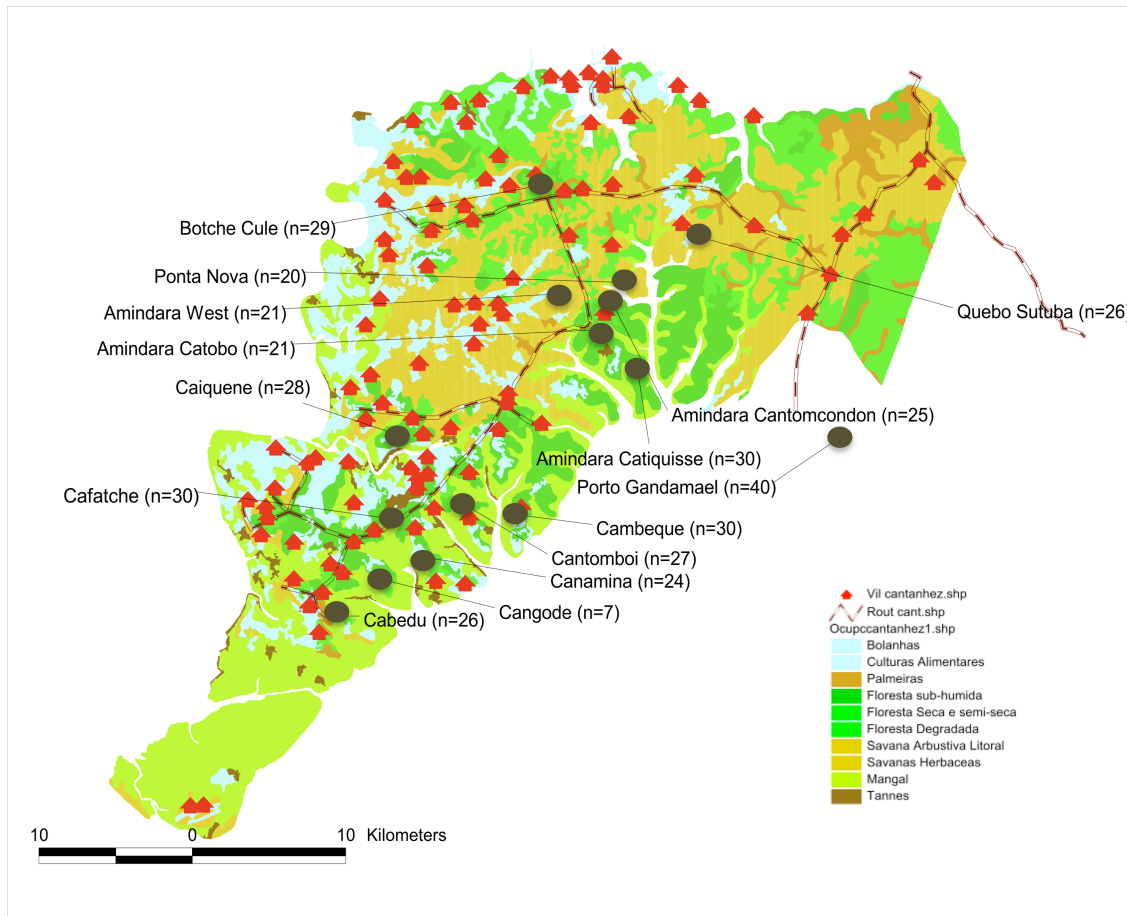 Botche Cule (n=29)
Ponta Nova (n=20)
Amindara West (n=21)
Quebo Sutuba (n=26)
Amindara Catobo (n=21)
Caiquene (n=28)
Amindara Cantomcondon (n=25)
Amindara Catiquisse (n=30)
Porto Gandamael (n=40)
Cafatche (n=30)
Cambeque (n=30)
Cantomboi (n=27)
Canamina (n=24)
Cangode (n=7)
Cabedu (n=26)
Vil cantanhez.shp
Rout cant.shp
Ocupccantanhez1.shp
Bolanhas
Culturas Alimentares
Palmeiras
Floresta sub-humida
Floresta Seca e semi-seca
Floresta Degradada
Savana Arbustiva Litoral
Savanas Herbaceas
Mangal
Tannes
10 0 10 Kilometers